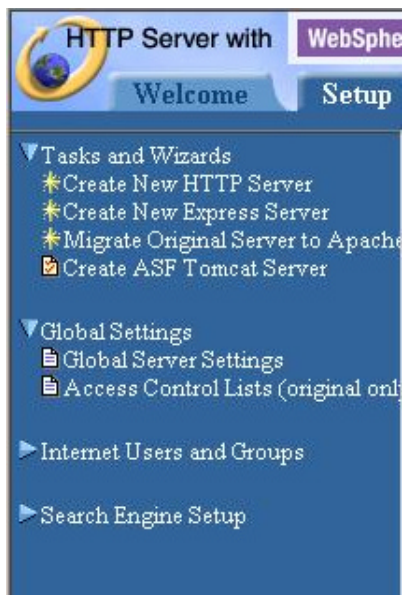 HTTP Server with WebSphe
Welcome Setup
Tasks and Wizards
Create New HTTP Server
Create New Express Server
Migrate Original Server to Apache
Create ASF Tomcat Server
Global Settings
Global Server Settings
Access Control Lists (original onl
Internet Users and Groups
Search Engine Setup